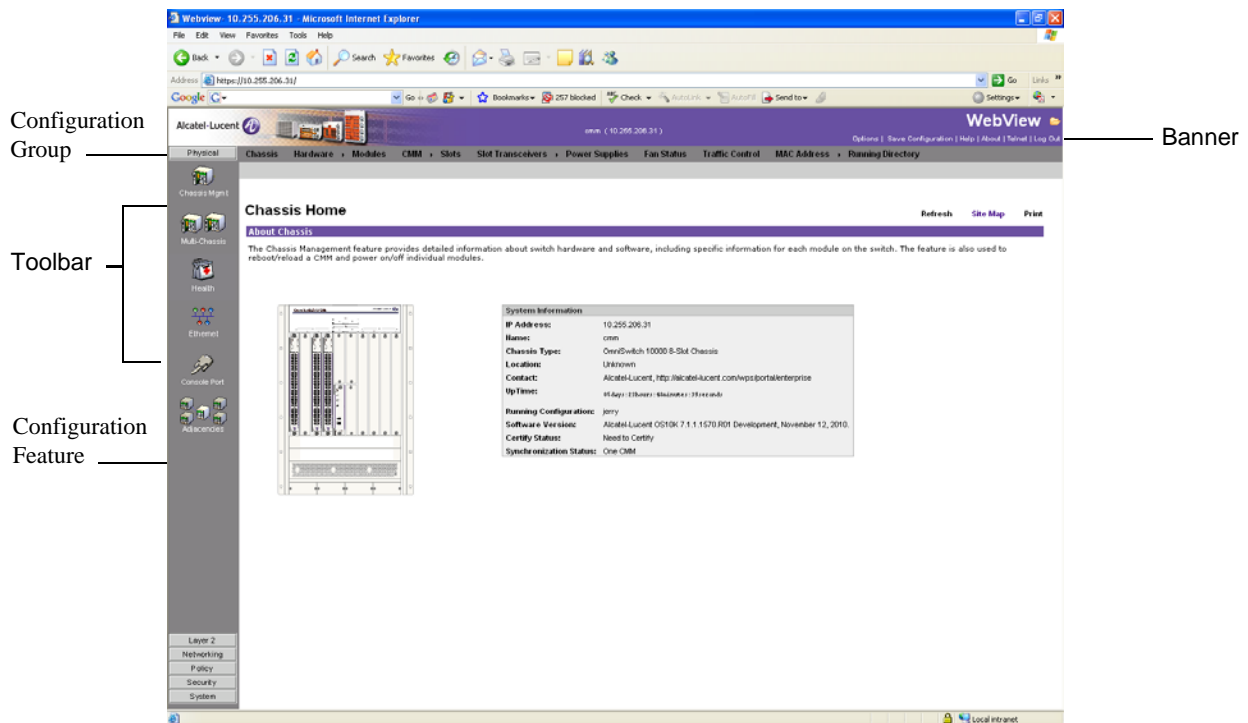 Webview- 10.255.206.31 - Microsoft Internet Explorer
File Edit View Favorites Tools Help
Back Search Favorites
Address https://10.255.206.31/ Go Links »
Google Go Bookmarks 257 blocked Check AutoLink AutoFill Send to Settings
Configuration
Group
Alcatel-Lucent
cmm ( 10.255.206.31 )
WebView
Options | Save Configuration | Help | About | Telnet | Log Out
Banner
Physical Chassis Hardware Modules CMM Slots Slot Transceivers Power Supplies Fan Status Traffic Control MAC Address Running Directory
Chassis Mgmt
Chassis Home
Refresh Site Map Print
Multi-Chassis
About Chassis
The Chassis Management feature provides detailed information about switch hardware and software, including specific information for each module on the switch. The feature is also used to
reboot/reload a CMM and power on/off individual modules.
Toolbar
Health
Ethernet
Console Port
Adjacencies
System Information
IP Address: 10.255.206.31
Name: cmm
Chassis Type: OmniSwitch 10000 8-Slot Chassis
Location: Unknown
Contact: Alcatel-Lucent, http://alcatel-lucent.com/wps/portal/enterprise
UpTime:
Running Configuration: jerry
Software Version: Alcatel-Lucent OS10K 7.1.1.1570.R01 Development, November 12, 2010.
Certify Status: Need to Certify
Synchronization Status: One CMM
Configuration
Feature
Layer 2
Networking
Policy
Security
System
Local intranet